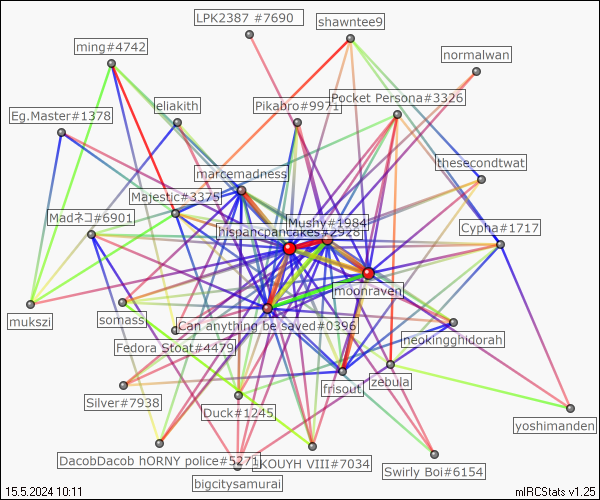 LPK2387 #7690
shawntee9
ming#4742
normalwan
Pikabro#9971
Pocket Persona#3326
eliakith
Eg.Master#1378
thesecondtwat
marcemadness
Majestic#3375
Mushy#1984
Madネコ#6901
hispancpancakes#2928
Cypha#1717
moonraven
mukszi
somass
Can anything be saved#0396
neokingghidorah
Fedora Stoat#4479
frisout
zebula
Silver#7938
Duck#1245
yoshimanden
DacobDacob hORNY police#5271
KOUYH VIII#7034
Swirly Boi#6154
bigcitysamurai
15.5.2024 10:11
mIRCStats v1.25